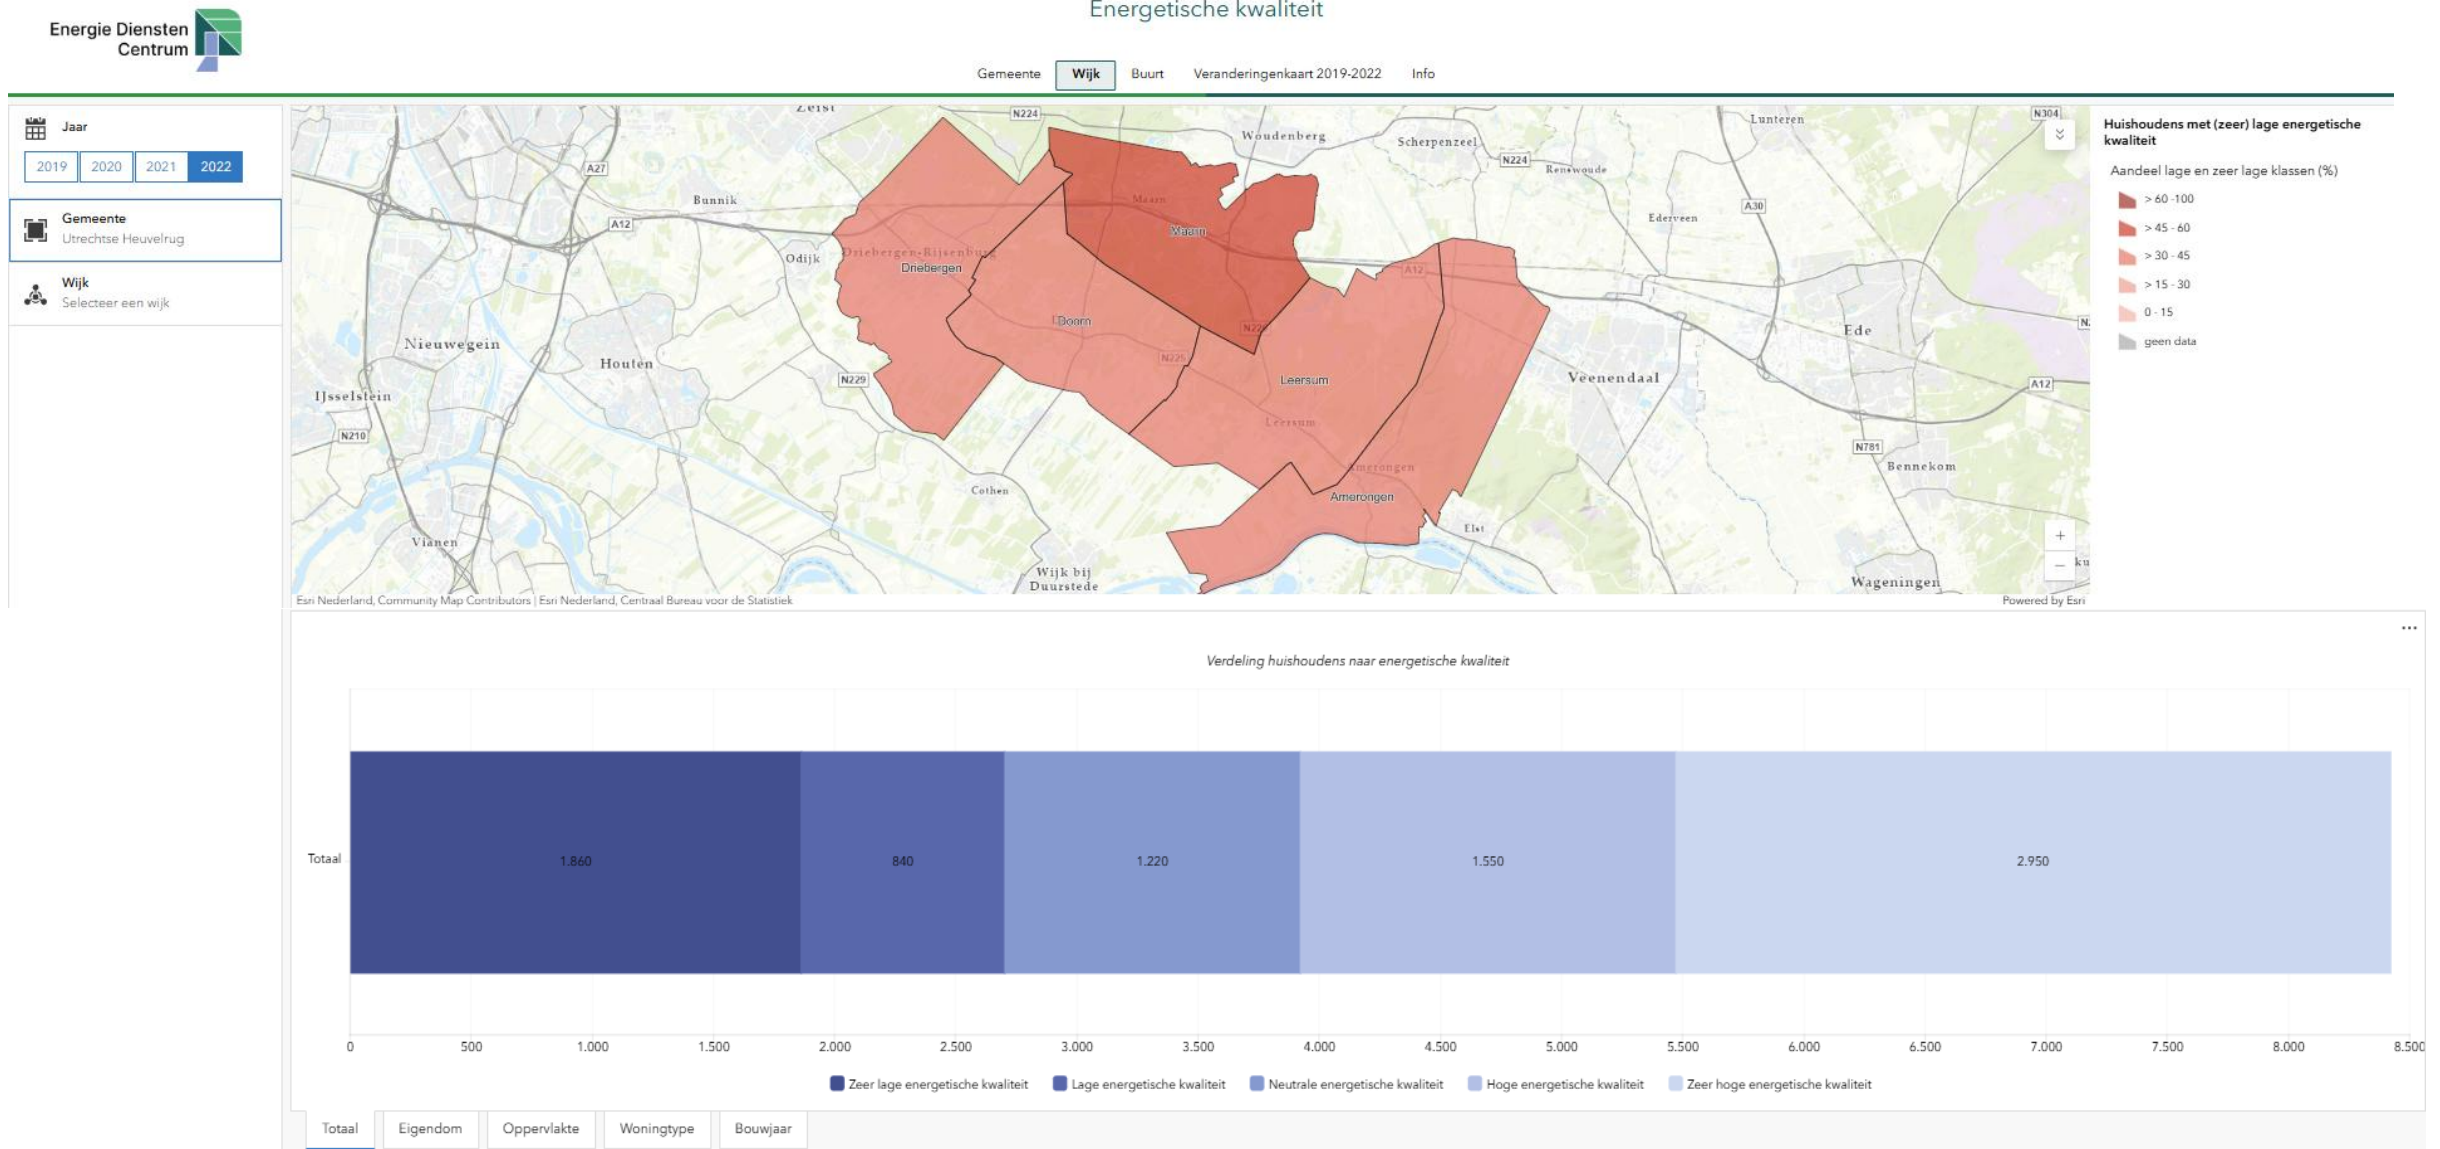 Energie Diensten
Centrum
Energetische kwaliteit
Gemeente
Wijk
Buurt
Veranderingenkaart 2019-2022
Info
Jaar
2019
2020
2021
2022
Gemeente
Utrechtse Heuvelrug
Wijk
Selecteer een wijk
Zeist
N224
Woudenberg
Scherpenzeel
N224
Renswoude
Lunteren
N304
A27
Bunnik
A12
Maarn
Maarn
Ederveen
A30
Odijk
Driebergen-Rijsenburg
Driebergen
A12
Doorn
N226
Nieuwegein
Houten
N225
N229
Leersum
Veenendaal
Ede
A12
IJsselstein
N210
Leersum
N781
Bennekom
Amerongen
Cothen
Amerongen
Elst
Vianen
Wijk bij
Duurstede
Wageningen
+
−
Esri Nederland, Community Map Contributors | Esri Nederland, Centraal Bureau voor de Statistiek
Powered by Esri
Huishoudens met (zeer) lage energetische
kwaliteit
Aandeel lage en zeer lage klassen (%)
> 60 -100
> 45 - 60
> 30 - 45
> 15 - 30
0 - 15
geen data
...
Verdeling huishoudens naar energetische kwaliteit
Totaal
1.860
840
1.220
1.550
2.950
0
500
1.000
1.500
2.000
2.500
3.000
3.500
4.000
4.500
5.000
5.500
6.000
6.500
7.000
7.500
8.000
8.500
Zeer lage energetische kwaliteit
Lage energetische kwaliteit
Neutrale energetische kwaliteit
Hoge energetische kwaliteit
Zeer hoge energetische kwaliteit
Totaal
Eigendom
Oppervlakte
Woningtype
Bouwjaar